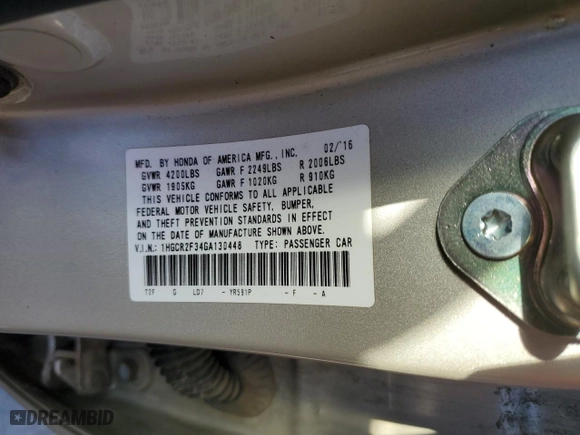 MFD. BY HONDA OF AMERICA MFG., INC. 02/'16
GVWR 4200LBS GAWR F 2249LBS R 2006LBS
GVWR 1905KG GAWR F 1020KG R 910KG
THIS VEHICLE CONFORMS TO ALL APPLICABLE
FEDERAL MOTOR VEHICLE SAFETY, BUMPER,
AND THEFT PREVENTION STANDARDS IN EFFECT
ON THE DATE OF MANUFACTURE SHOWN ABOVE.
V.I.N.: 1HGCR2F34GA130448 TYPE: PASSENGER CAR
T2F G LD7 - YR591P - F - A
DREAMBID